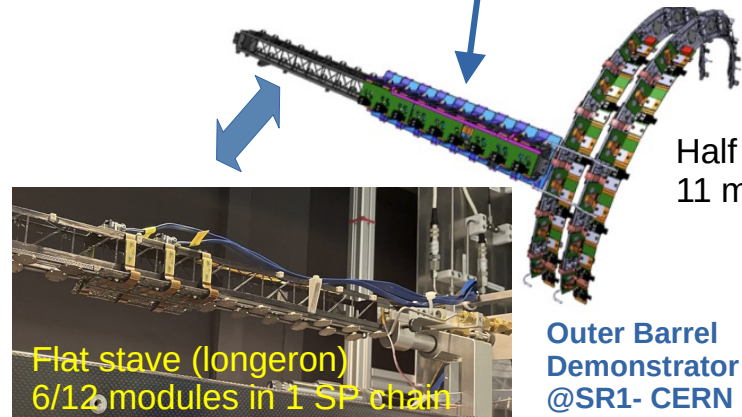 Half
11 m
Flat stave (longeron)
6/12 modules in 1 SP chain
Outer Barrel
Demonstrator
@SR1- CERN